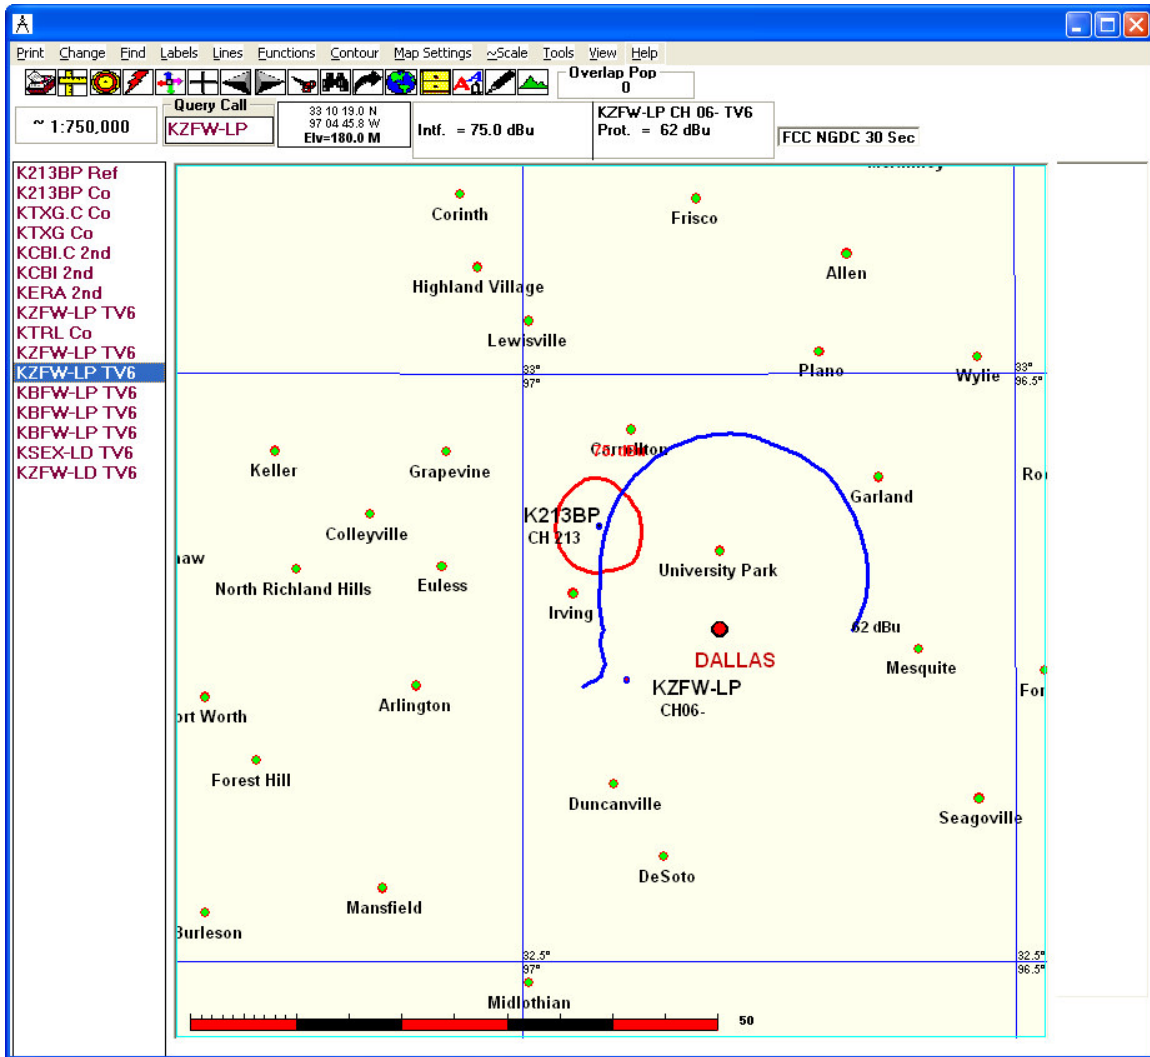 Print Change Find Labels Lines Functions Contour Map Settings ~Scale Tools View Help
Overlap Pop
0
~ 1:750,000
Query Call
KZFW-LP
33 10 19.0 N
97 04 45.8 W
Elv=180.0 M
Intf. = 75.0 dBu
KZFW-LP CH 06- TV6
Prot. = 62 dBu
FCC NGDC 30 Sec
K213BP Ref
K213BP Co
KTXG.C Co
KTXG Co
KCBI.C 2nd
KCBI 2nd
KERA 2nd
KZFW-LP TV6
KTRL Co
KZFW-LP TV6
KZFW-LP TV6
KBFW-LP TV6
KBFW-LP TV6
KBFW-LP TV6
KSEX-LD TV6
KZFW-LD TV6
Corinth
Frisco
Allen
Highland Village
Lewisville
Plano
Wylie
33°
97°
33°
96.5°
Carrollton
Keller
Grapevine
Garland
K213BP
CH 213
Colleyville
University Park
North Richland Hills
Euless
Irving
62 dBu
DALLAS
Mesquite
KZFW-LP
CH06-
Arlington
ort Worth
For
Forest Hill
Duncanville
Seagoville
DeSoto
Mansfield
Burleson
32.5°
97°
32.5°
96.5°
Midlothian
50